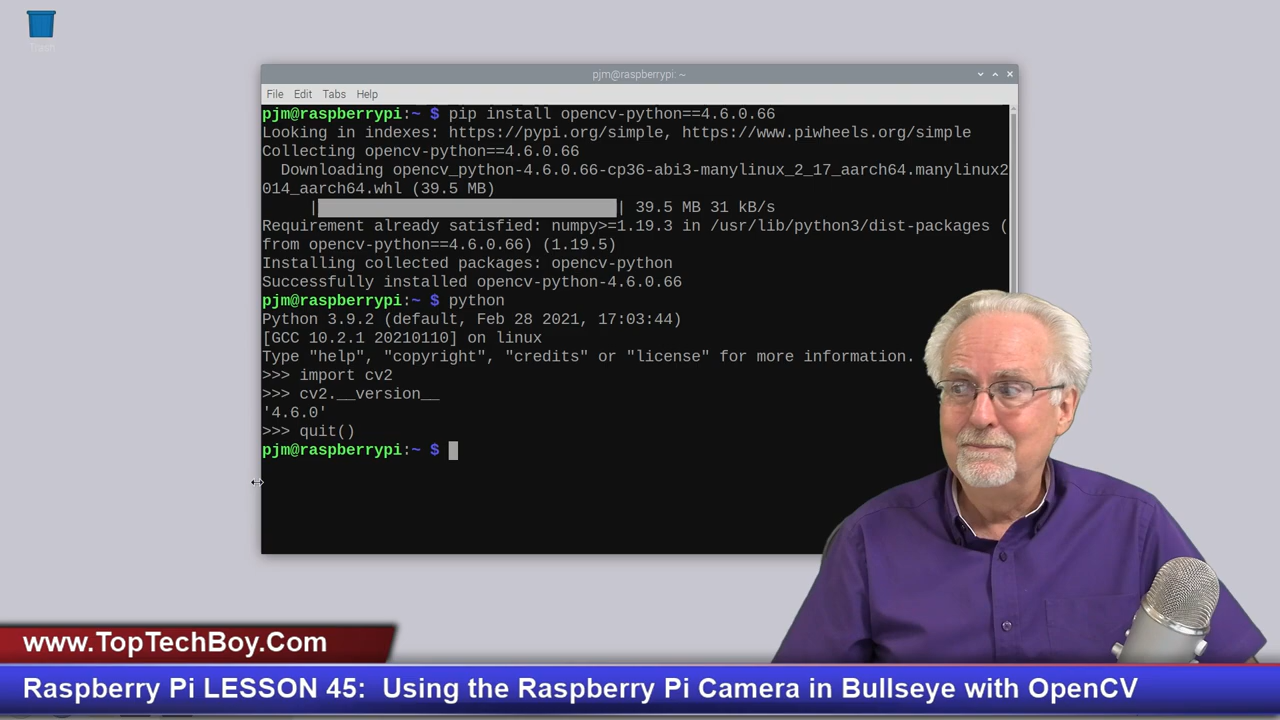 Trash
pjm@raspberrypi: ~
File Edit Tabs Help
pjm@raspberrypi:~ $ pip install opencv-python==4.6.0.66
Looking in indexes: https://pypi.org/simple, https://www.piwheels.org/simple
Collecting opencv-python==4.6.0.66
  Downloading opencv_python-4.6.0.66-cp36-abi3-manylinux_2_17_aarch64.manylinux2
014_aarch64.whl (39.5 MB)
| | 39.5 MB 31 kB/s
Requirement already satisfied: numpy>=1.19.3 in /usr/lib/python3/dist-packages (
from opencv-python==4.6.0.66) (1.19.5)
Installing collected packages: opencv-python
Successfully installed opencv-python-4.6.0.66
pjm@raspberrypi:~ $ python
Python 3.9.2 (default, Feb 28 2021, 17:03:44)
[GCC 10.2.1 20210110] on linux
Type "help", "copyright", "credits" or "license" for more information.
>>> import cv2
>>> cv2.__version__
'4.6.0'
>>> quit()
pjm@raspberrypi:~ $
www.TopTechBoy.Com
Raspberry Pi LESSON 45: Using the Raspberry Pi Camera in Bullseye with OpenCV